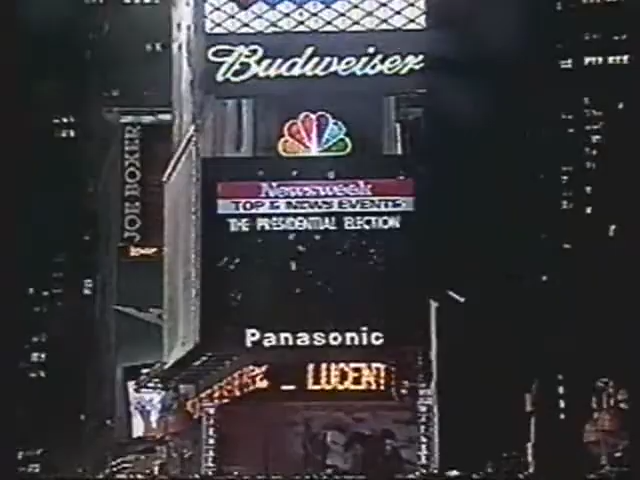 Budweiser
JOE BOXER
Newsweek
TOP 5 NEWS EVENTS
THE PRESIDENTIAL ELECTION
Panasonic
LUCENT